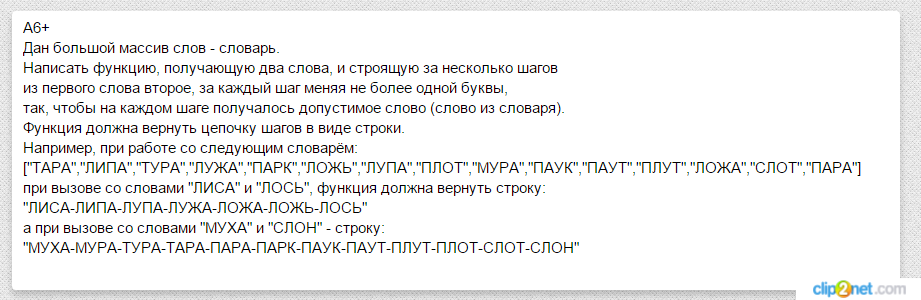 А6+
Дан большой массив слов - словарь.
Написать функцию, получающую два слова, и строящую за несколько шагов
из первого слова второе, за каждый шаг меняя не более одной буквы,
так, чтобы на каждом шаге получалось допустимое слово (слово из словаря).
Функция должна вернуть цепочку шагов в виде строки.
Например, при работе со следующим словарём:
["ТАРА","ЛИПА","ТУРА","ЛУЖА","ПАРК","ЛОЖЬ","ЛУПА","ПЛОТ","МУРА","ПАУК","ПАУТ","ПЛУТ","ЛОЖА","СЛОТ","ПАРА"]
при вызове со словами "ЛИСА" и "ЛОСЬ", функция должна вернуть строку:
"ЛИСА-ЛИПА-ЛУПА-ЛУЖА-ЛОЖА-ЛОЖЬ-ЛОСЬ"
а при вызове со словами "МУХА" и "СЛОН" - строку:
"МУХА-МУРА-ТУРА-ТАРА-ПАРА-ПАРК-ПАУК-ПАУТ-ПЛУТ-ПЛОТ-СЛОТ-СЛОН"
clip2net.com